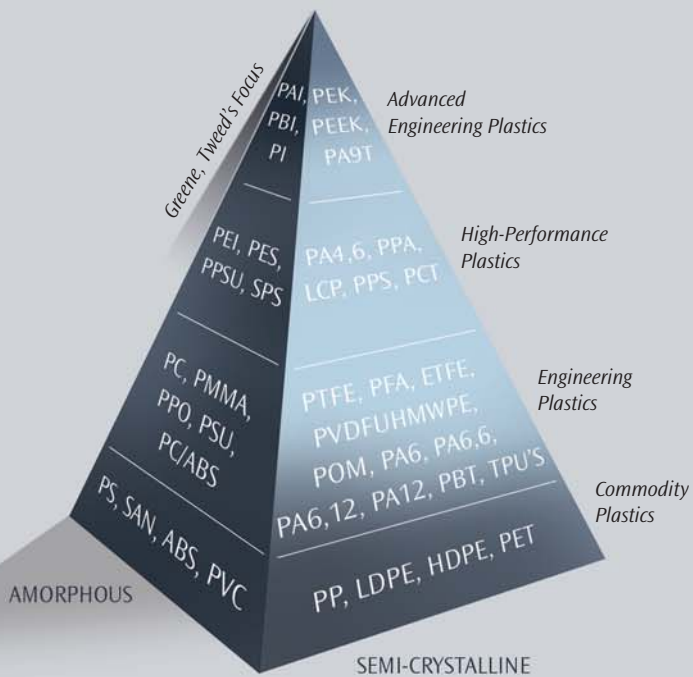 Greene, Tweed's Focus
PAI,
PBI,
PI
PEK,
PEEK,
PA9T
Advanced
Engineering Plastics
PEI, PES,
PPSU, SPS
PA4,6, PPA,
LCP, PPS, PCT
High-Performance
Plastics
PC, PMMA,
PPO, PSU,
PC/ABS
PTFE, PFA, ETFE,
PVDFUHMWPE,
POM, PA6, PA6,6,
PA6,12, PA12, PBT, TPU'S
Engineering
Plastics
PS, SAN, ABS, PVC
PP, LDPE, HDPE, PET
Commodity
Plastics
AMORPHOUS
SEMI-CRYSTALLINE